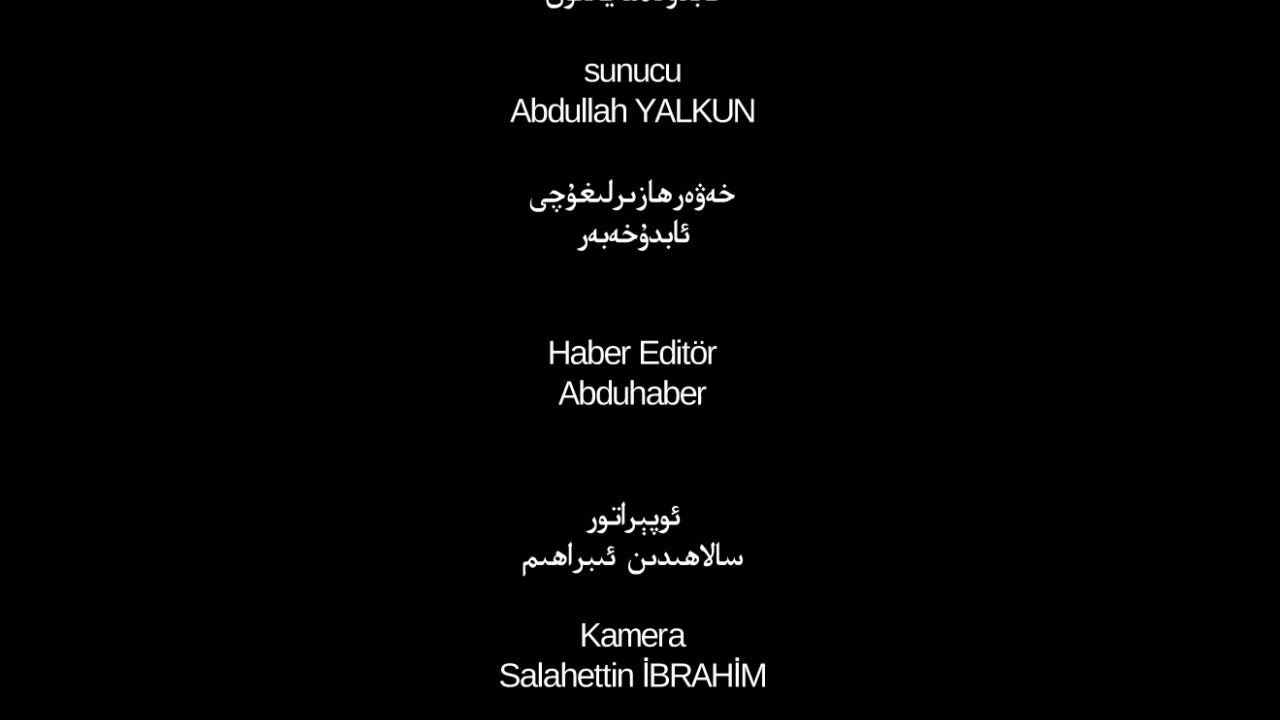 sunucu
Abdullah YALKUN
خەۋەرھازىرلىغۇچى
ئابدۇخەبەر
Haber Editör
Abduhaber
ئوپېراتور
سالاھىدىن ئىبراھىم
Kamera
Salahettin İBRAHİM